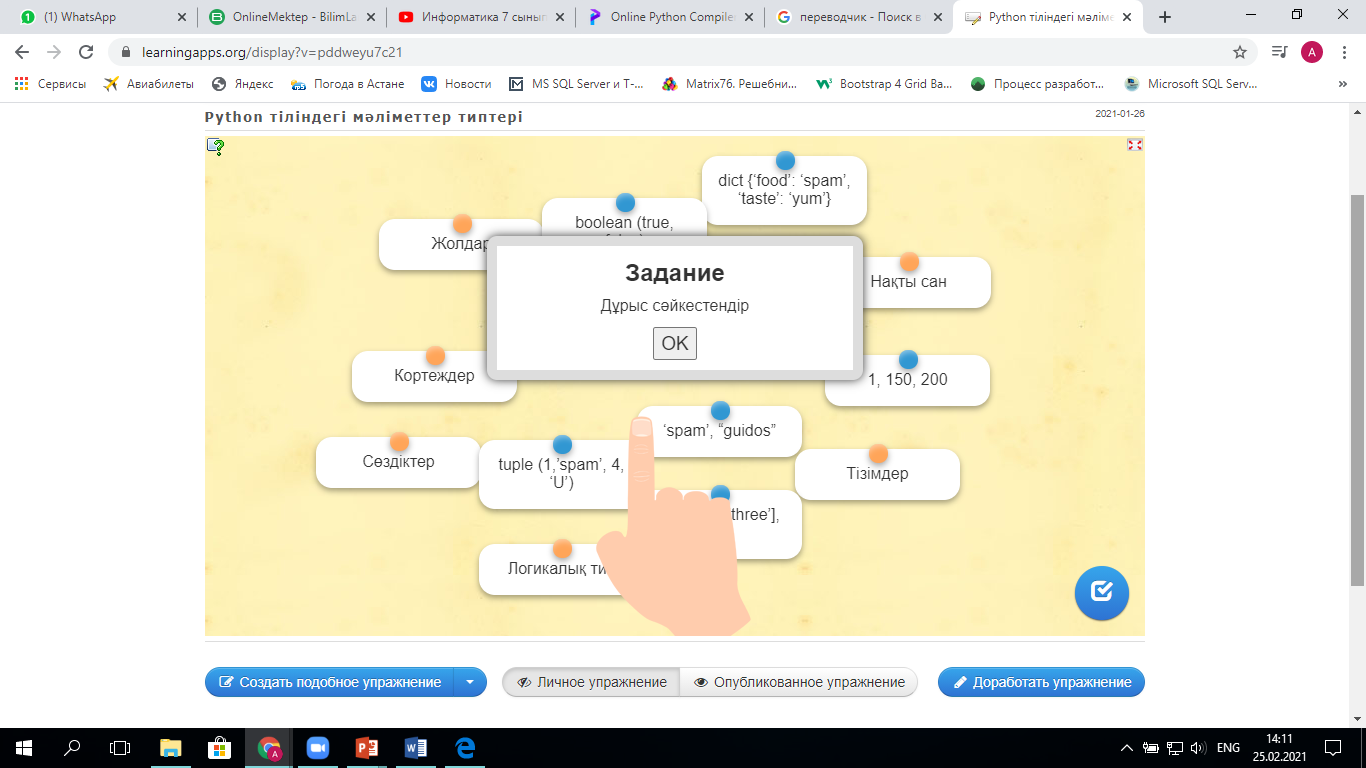 (1) WhatsApp
OnlineMektep - BilimLa
Информатика 7 сынып
Online Python Compiler
переводчик - Поиск в
Python тіліндегі мәліме
learningapps.org/display?v=pddweyu7c21
A
Сервисы
Авиабилеты
Яндекс
Погода в Астане
Новости
MS SQL Server и T-...
Matrix76. Решебни...
Bootstrap 4 Grid Ba...
Процесс разработ...
Microsoft SQL Serv...
Python тіліндегі мәліметтер типтері
2021-01-26
dict {‘food’: ‘spam’,
‘taste’: ‘yum’}
boolean (true,
Жолдар
Задание
Дұрыс сәйкестендір
OK
Нақты сан
Кортеждер
1, 150, 200
‘spam’, “guidos”
Сөздіктер
tuple (1,’spam’, 4,
‘U’)
Тізімдер
three’],
Логикалық ти
Создать подобное упражнение
Личное упражнение
Опубликованное упражнение
Доработать упражнение
ENG
14:11
25.02.2021